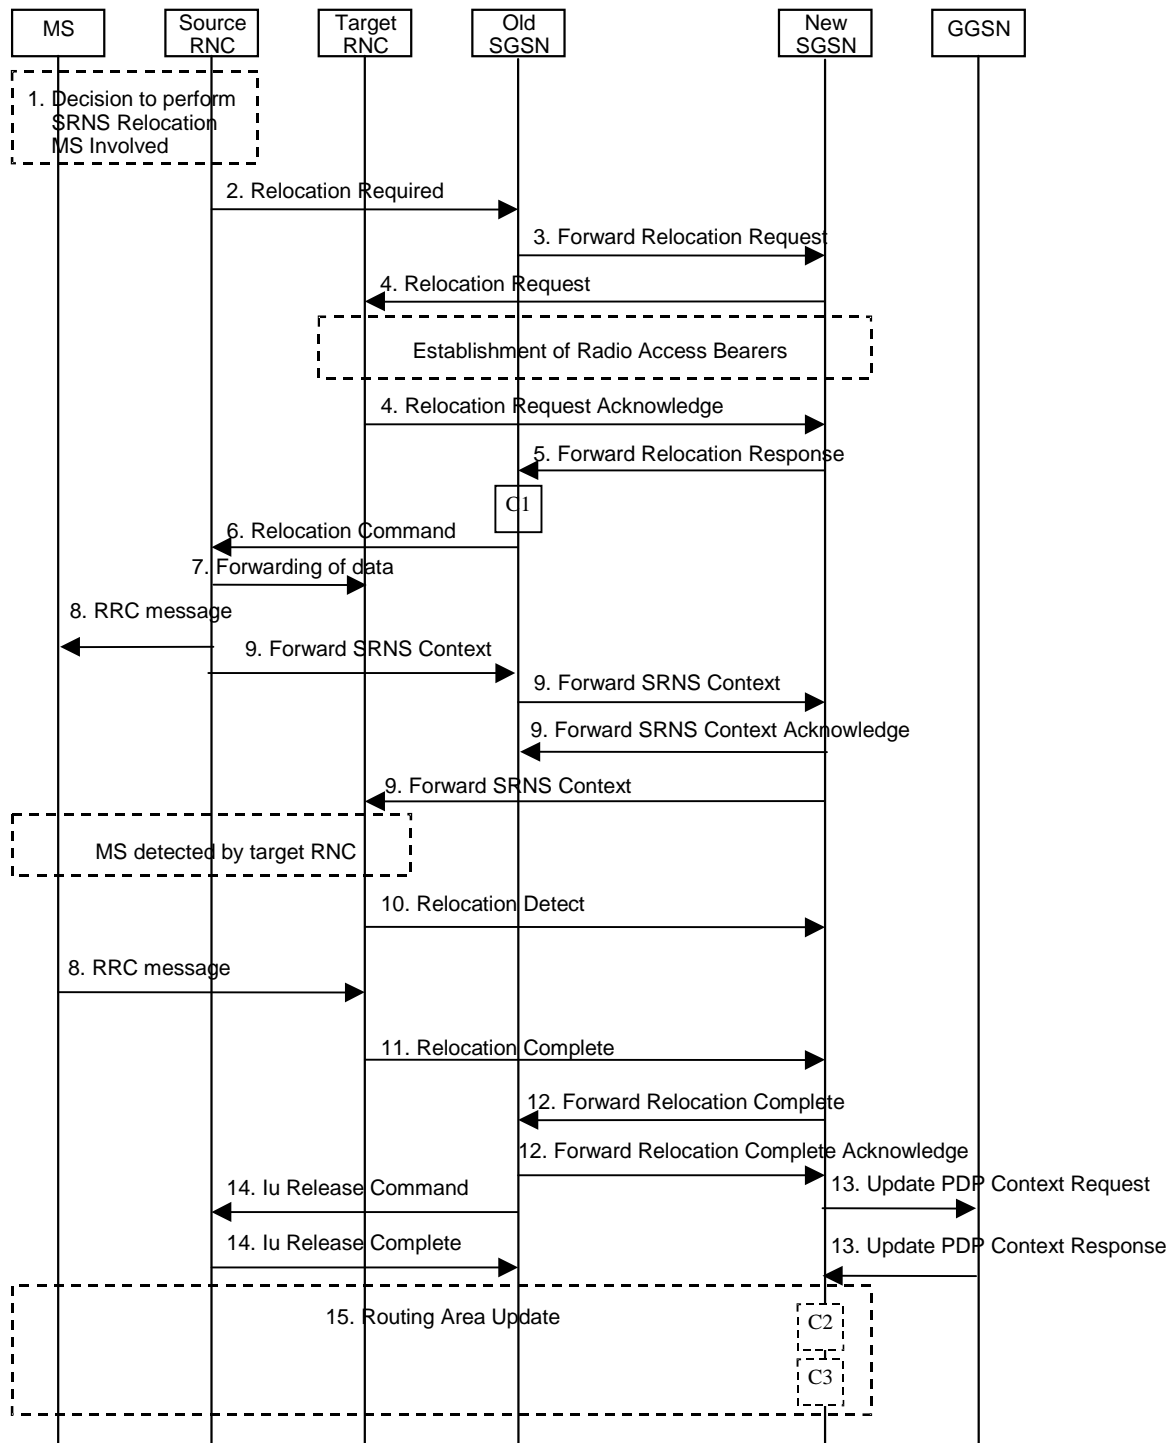 MS
Source
RNC
Target
RNC
Old
SGSN
New
SGSN
GGSN
1. Decision to perform
SRNS Relocation
MS Involved
2. Relocation Required
3. Forward Relocation Request
4. Relocation Request
Establishment of Radio Access Bearers
4. Relocation Request Acknowledge
5. Forward Relocation Response
C1
6. Relocation Command
7. Forwarding of data
8. RRC message
9. Forward SRNS Context
9. Forward SRNS Context
9. Forward SRNS Context Acknowledge
9. Forward SRNS Context
MS detected by target RNC
10. Relocation Detect
8. RRC message
11. Relocation Complete
12. Forward Relocation Complete
12. Forward Relocation Complete Acknowledge
14. Iu Release Command
13. Update PDP Context Request
14. Iu Release Complete
13. Update PDP Context Response
15. Routing Area Update
C2
C3